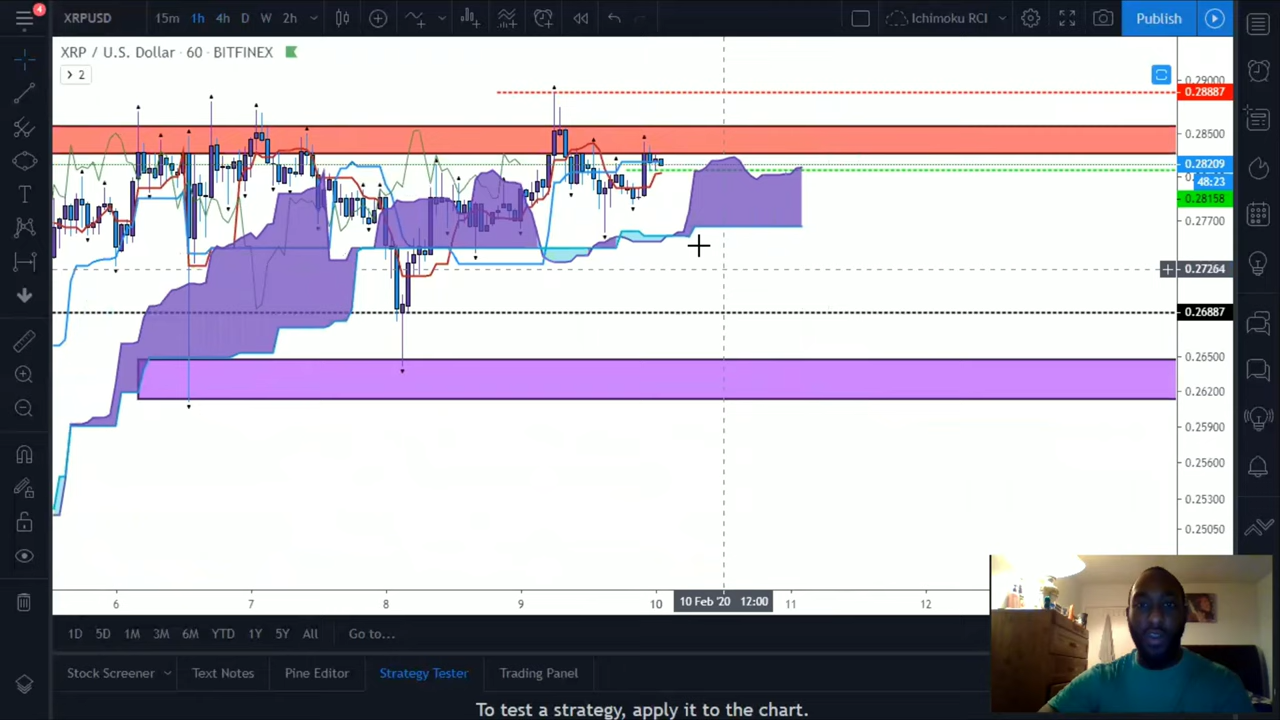 4
XRPUSD 15m 1h 4h D W 2h Ichimoku RCI Publish
XRP / U.S. Dollar · 60 · BITFINEX
> 2
0.29000
0.28887
0.28500
0.28209
48:23
0.28158
0.27700
0.27264
0.26887
0.26500
0.26200
0.25900
0.25600
0.25300
0.25050
6 7 8 9 10 10 Feb '20 12:00 11 12
1D 5D 1M 3M 6M YTD 1Y 5Y All Go to...
Stock Screener Text Notes Pine Editor Strategy Tester Trading Panel
To test a strategy, apply it to the chart.